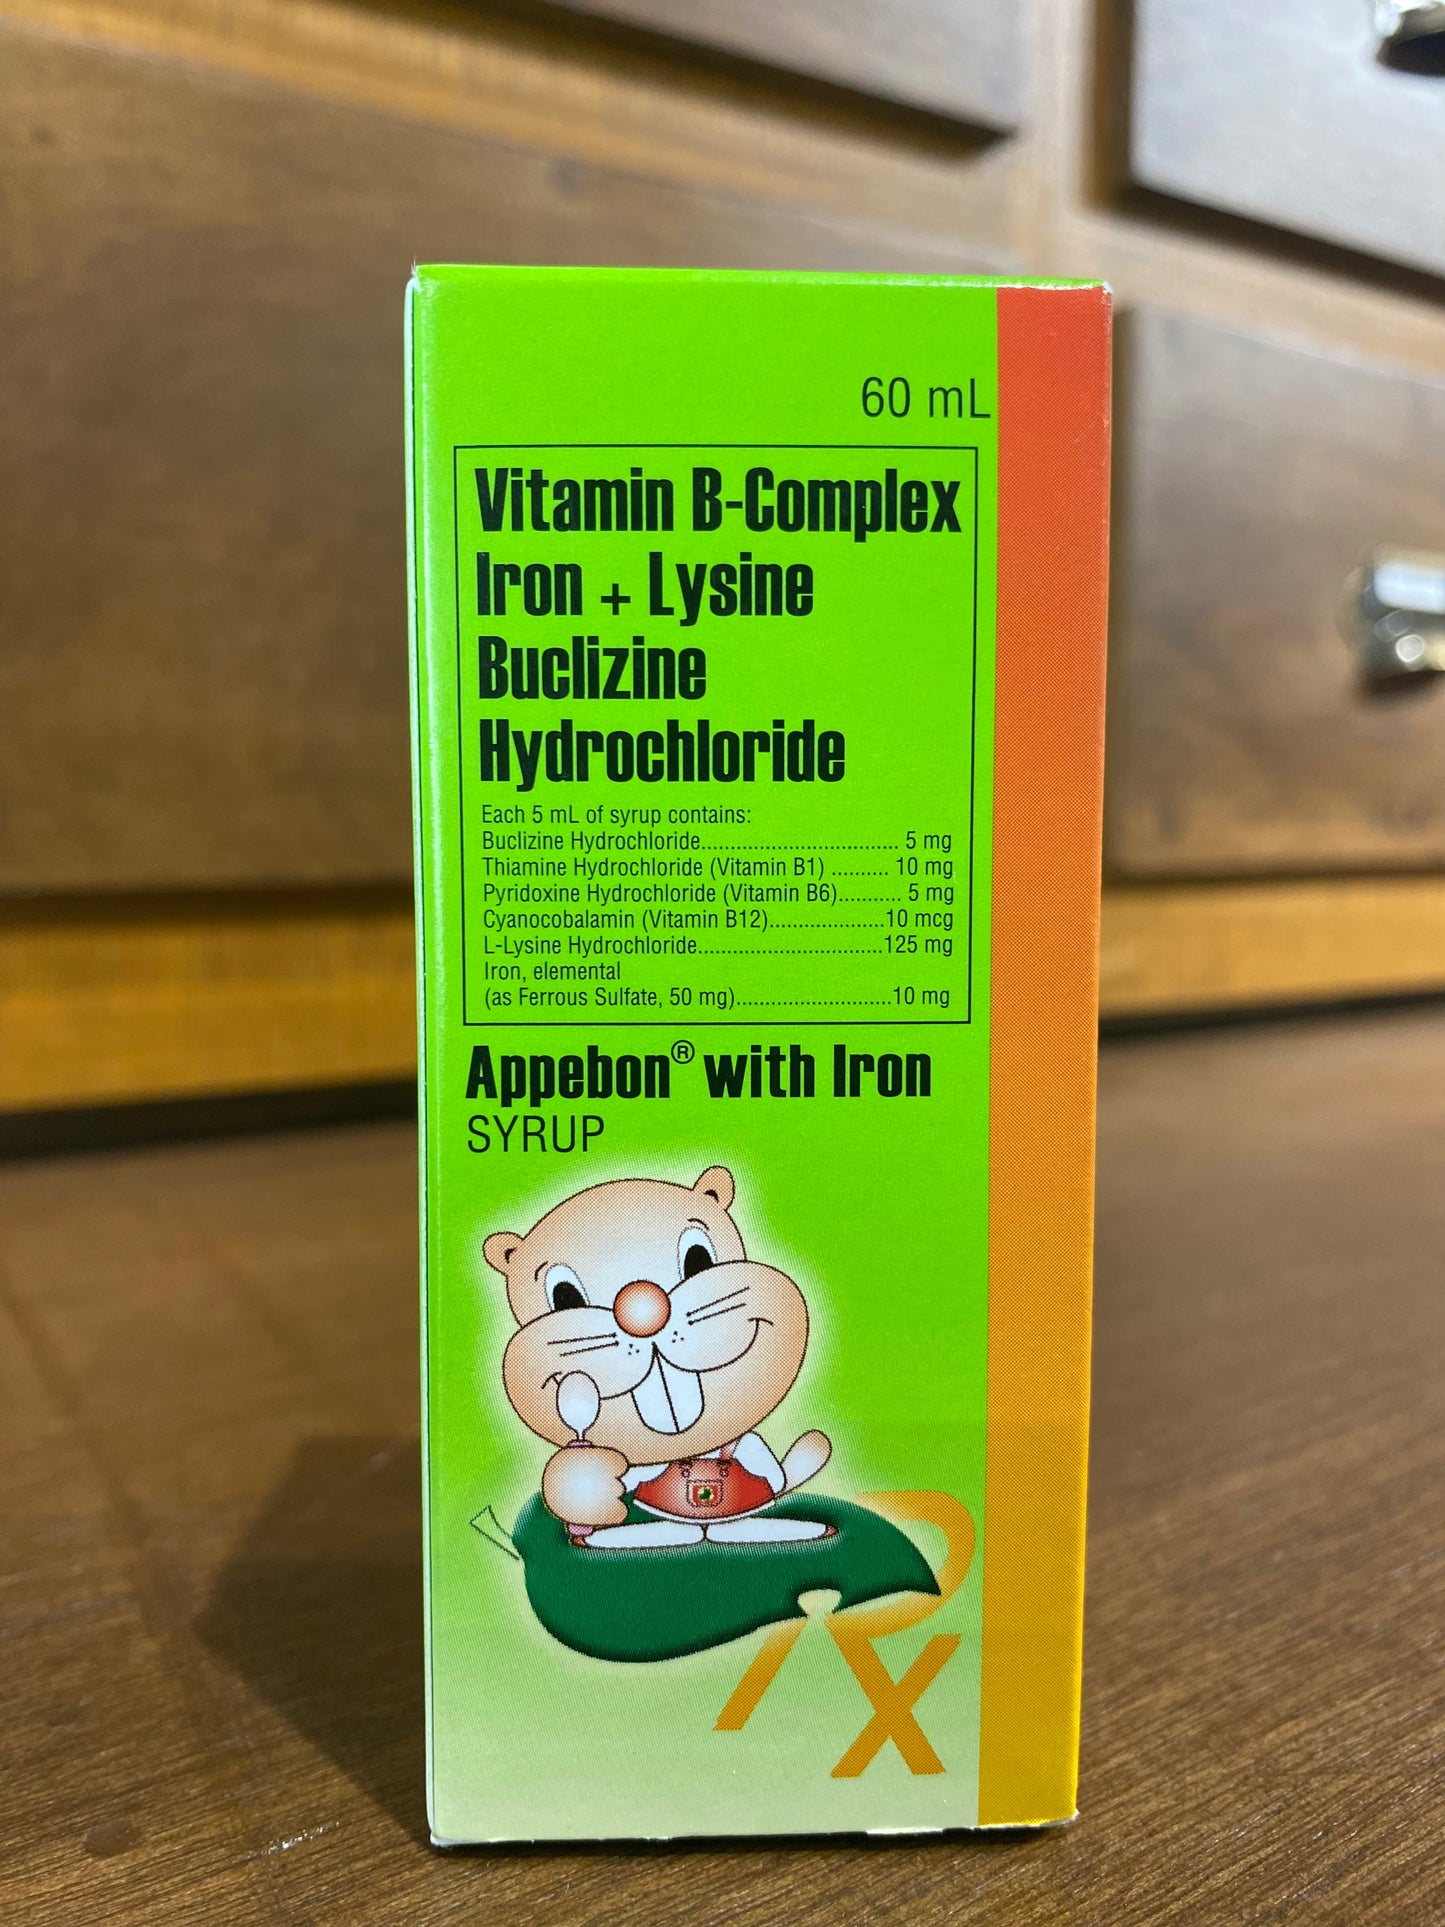 60 mL
Vitamin B-Complex
Iron + Lysine
Buclizine
Hydrochloride
Each 5 mL of syrup contains:
Buclizine Hydrochloride.................................. 5 mg
Thiamine Hydrochloride (Vitamin B1) .......... 10 mg
Pyridoxine Hydrochloride (Vitamin B6)........... 5 mg
Cyanocobalamin (Vitamin B12)....................10 mcg
L-Lysine Hydrochloride................................125 mg
Iron, elemental
(as Ferrous Sulfate, 50 mg)...........................10 mg
Appebon® with Iron
SYRUP
Rx